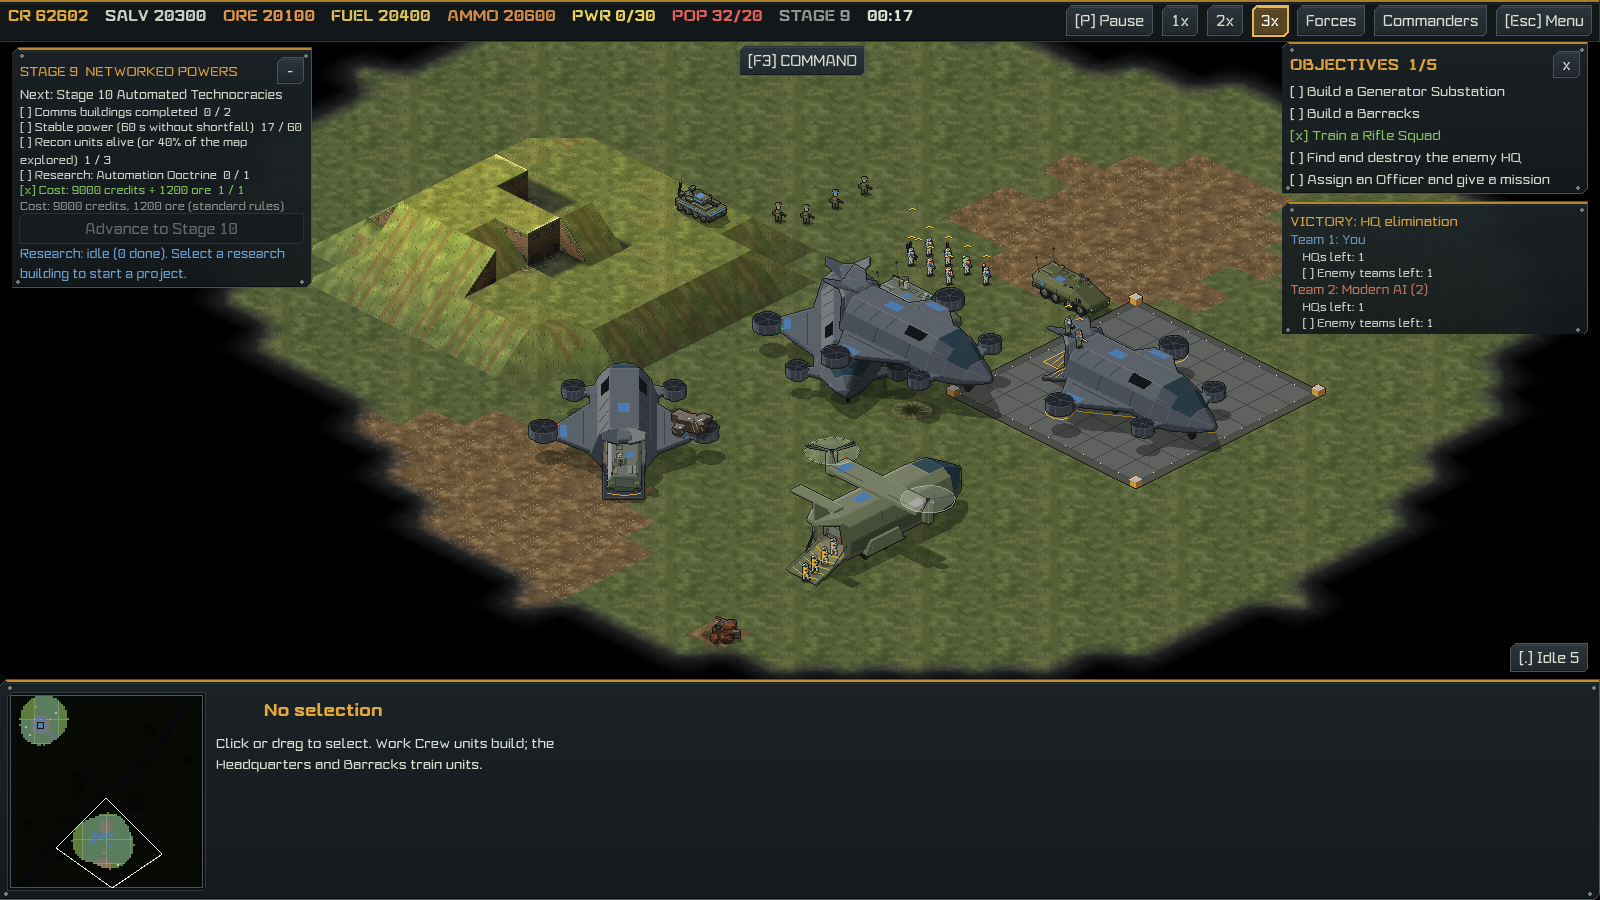 CR 62602 SALV 20300 ORE 20100 FUEL 20400 AMMO 20600 PWR 0/30 POP 32/20 STAGE 9 00:17
[P] Pause 1x 2x 3x Forces Commanders [Esc] Menu
[F3] COMMAND
STAGE 9 NETWORKED POWERS -
Next: Stage 10 Automated Technocracies
[ ] Comms buildings completed 0 / 2
[ ] Stable power (60 s without shortfall) 17 / 60
[ ] Recon units alive (or 40% of the map
explored) 1 / 3
[ ] Research: Automation Doctrine 0 / 1
[x] Cost: 9000 credits + 1200 ore 1 / 1
Cost: 9000 credits, 1200 ore (standard rules)
Advance to Stage 10
Research: idle (0 done). Select a research
building to start a project.
OBJECTIVES 1/5 x
[ ] Build a Generator Substation
[ ] Build a Barracks
[x] Train a Rifle Squad
[ ] Find and destroy the enemy HQ
[ ] Assign an Officer and give a mission
VICTORY: HQ elimination
Team 1: You
HQs left: 1
[ ] Enemy teams left: 1
Team 2: Modern AI (2)
HQs left: 1
[ ] Enemy teams left: 1
[.] Idle 5
No selection
Click or drag to select. Work Crew units build; the
Headquarters and Barracks train units.